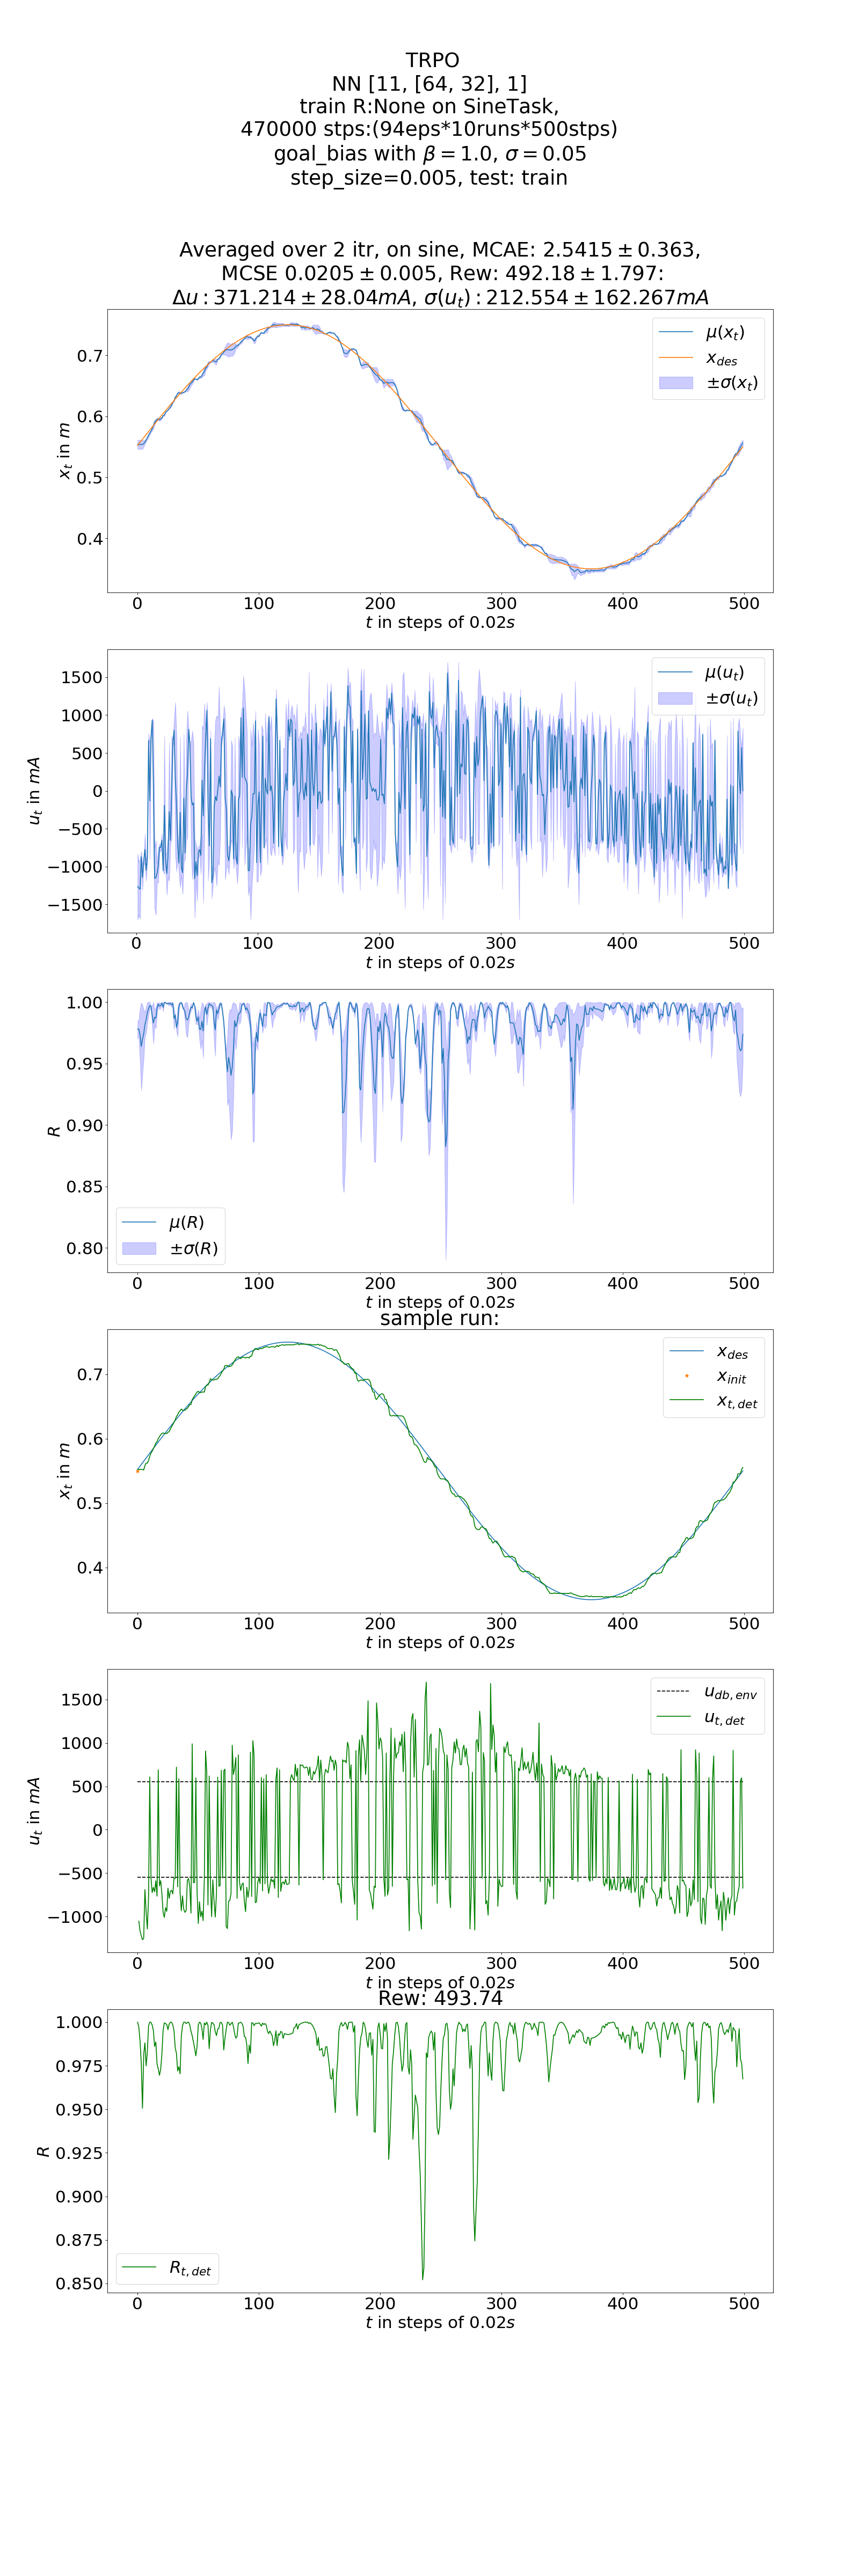 TRPO
NN [11, [64, 32], 1]
train R:None on SineTask,
470000 stps:(94eps*10runs*500stps)
goal_bias with β = 1.0, σ = 0.05
step_size=0.005, test: train
Averaged over 2 itr, on sine, MCAE: 2.5415 ± 0.363,
MCSE 0.0205 ± 0.005, Rew: 492.18 ± 1.797:
Δu : 371.214 ± 28.04mA, σ(u_t) : 212.554 ± 162.267mA
μ(x_t)
x_des
±σ(x_t)
x_t in m
0.7
0.6
0.5
0.4
0 100 200 300 400 500
t in steps of 0.02s
μ(u_t)
±σ(u_t)
u_t in mA
1500
1000
500
0
−500
−1000
−1500
0 100 200 300 400 500
t in steps of 0.02s
R
1.00
0.95
0.90
0.85
0.80
μ(R)
±σ(R)
0 100 200 300 400 500
t in steps of 0.02s
sample run:
x_des
x_init
x_t,det
x_t in m
0.7
0.6
0.5
0.4
0 100 200 300 400 500
t in steps of 0.02s
u_db,env
u_t,det
u_t in mA
1500
1000
500
0
−500
−1000
0 100 200 300 400 500
t in steps of 0.02s
Rew: 493.74
R
1.000
0.975
0.950
0.925
0.900
0.875
0.850
R_t,det
0 100 200 300 400 500
t in steps of 0.02s